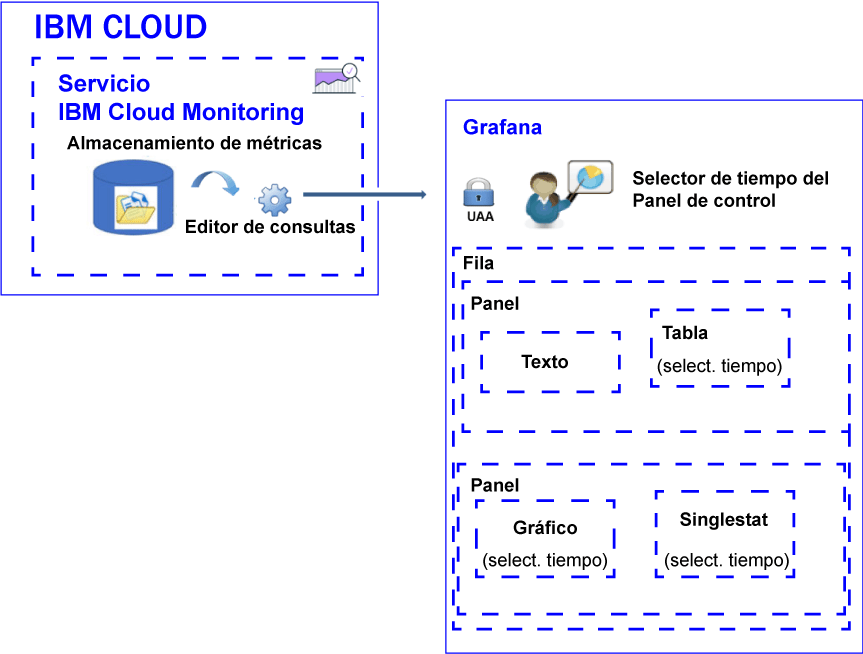 IBM CLOUD
Servicio
IBM Cloud Monitoring
Almacenamiento de métricas
Editor de consultas
Grafana
UAA
Selector de tiempo del
Panel de control
Fila
Panel
Texto
Tabla
(select. tiempo)
Panel
Gráfico
(select. tiempo)
Singlestat
(select. tiempo)